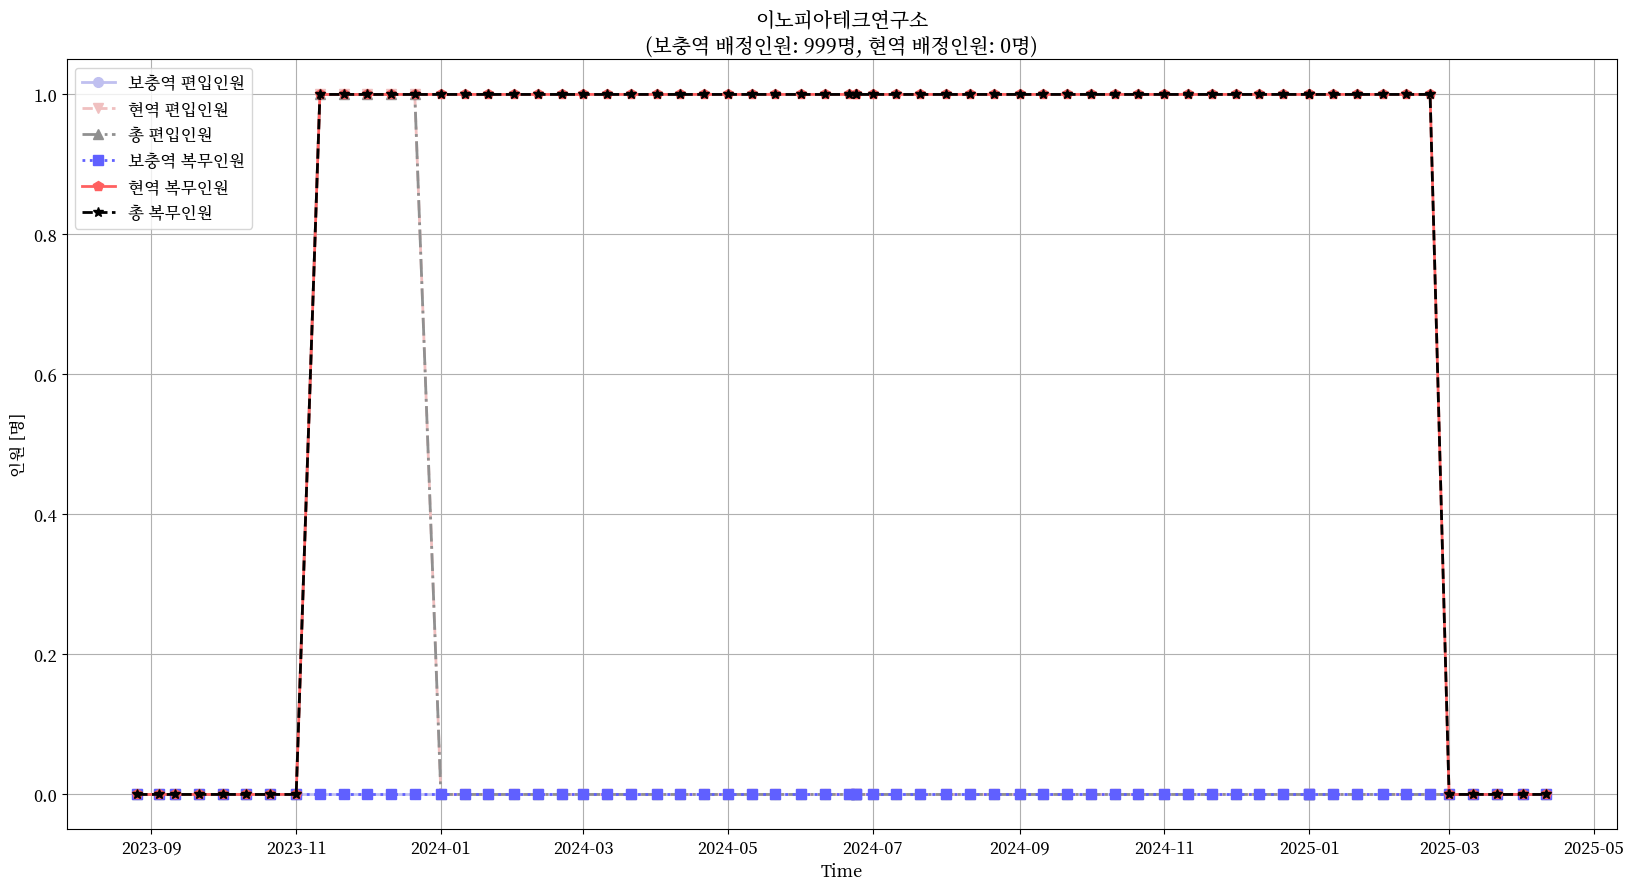 이노피아테크연구소
(보충역 배정인원: 999명, 현역 배정인원: 0명)
보충역 편입인원
현역 편입인원
총 편입인원
보충역 복무인원
현역 복무인원
총 복무인원
1.0
0.8
0.6
0.4
0.2
0.0
인원 [명]
2023-09 2023-11 2024-01 2024-03 2024-05 2024-07 2024-09 2024-11 2025-01 2025-03 2025-05
Time